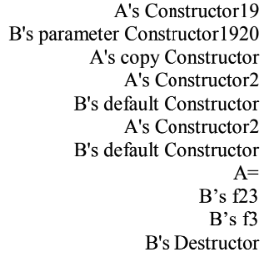 A's Constructor19
B's parameter Constructor1920
A's copy Constructor
A's Constructor2
B's default Constructor
A's Constructor2
B's default Constructor
A=
B’s f23
B’s f3
B's Destructor